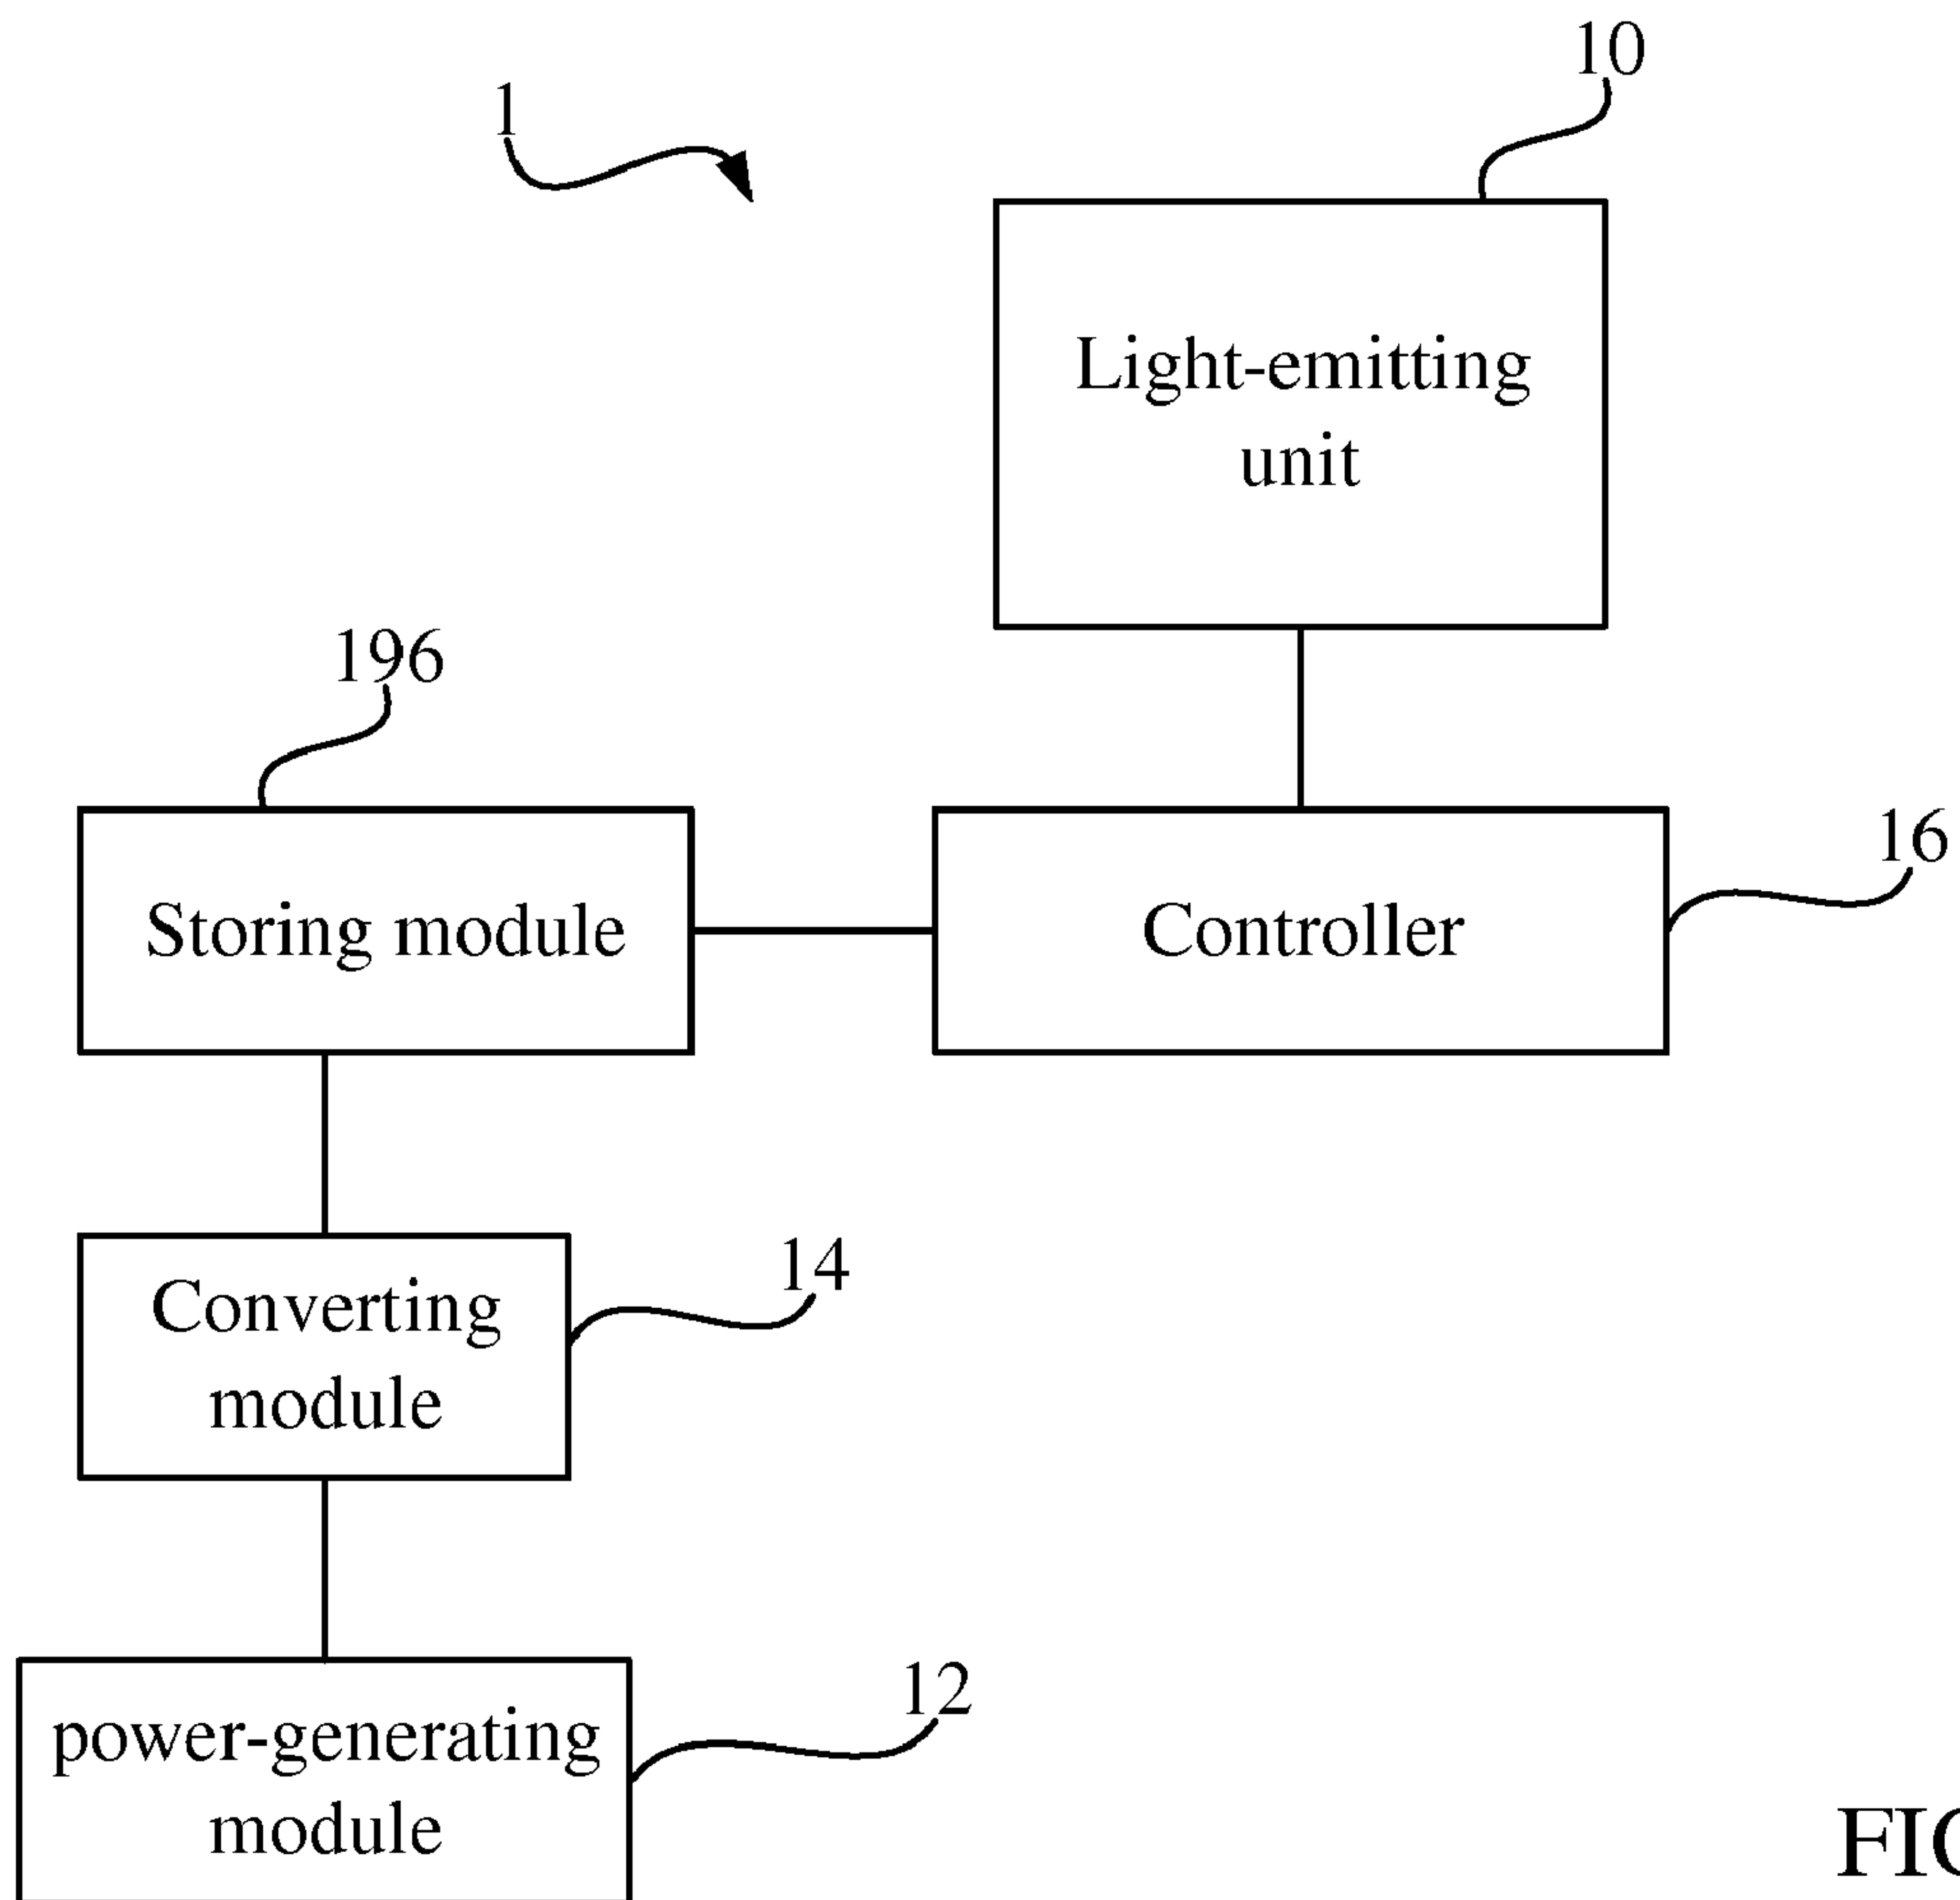 10
1
Light-emitting
unit
196
16
Storing module
Controller
14
Converting
module
12
power-generating
module